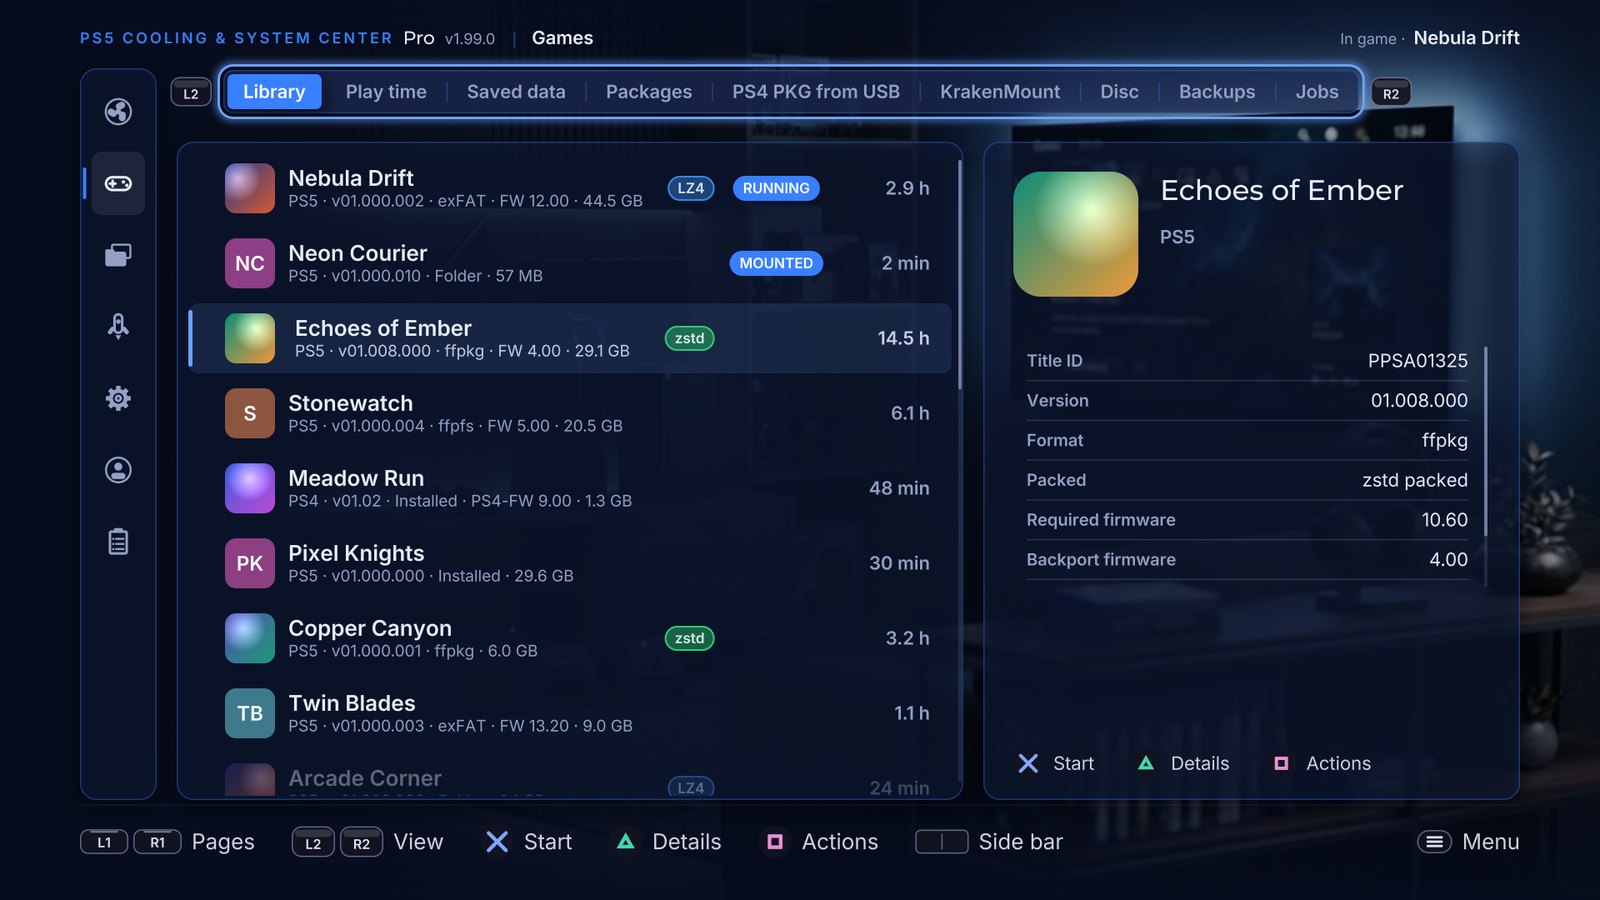 PS5 COOLING & SYSTEM CENTER Pro v1.99.0 | Games
In game · Nebula Drift
L2 Library Play time Saved data Packages PS4 PKG from USB KrakenMount Disc Backups Jobs R2
Nebula Drift
PS5 · v01.000.002 · exFAT · FW 12.00 · 44.5 GB
LZ4 RUNNING 2.9 h
NC Neon Courier
PS5 · v01.000.010 · Folder · 57 MB
MOUNTED 2 min
Echoes of Ember
PS5 · v01.008.000 · ffpkg · FW 4.00 · 29.1 GB
zstd 14.5 h
S Stonewatch
PS5 · v01.000.004 · ffpfs · FW 5.00 · 20.5 GB
6.1 h
Meadow Run
PS4 · v01.02 · Installed · PS4-FW 9.00 · 1.3 GB
48 min
PK Pixel Knights
PS5 · v01.000.000 · Installed · 29.6 GB
30 min
Copper Canyon
PS5 · v01.000.001 · ffpkg · 6.0 GB
zstd 3.2 h
TB Twin Blades
PS5 · v01.000.003 · exFAT · FW 13.20 · 9.0 GB
1.1 h
Arcade Corner
LZ4 24 min
Echoes of Ember
PS5
Title ID PPSA01325
Version 01.008.000
Format ffpkg
Packed zstd packed
Required firmware 10.60
Backport firmware 4.00
Start Details Actions
L1 R1 Pages L2 R2 View Start Details Actions Side bar Menu